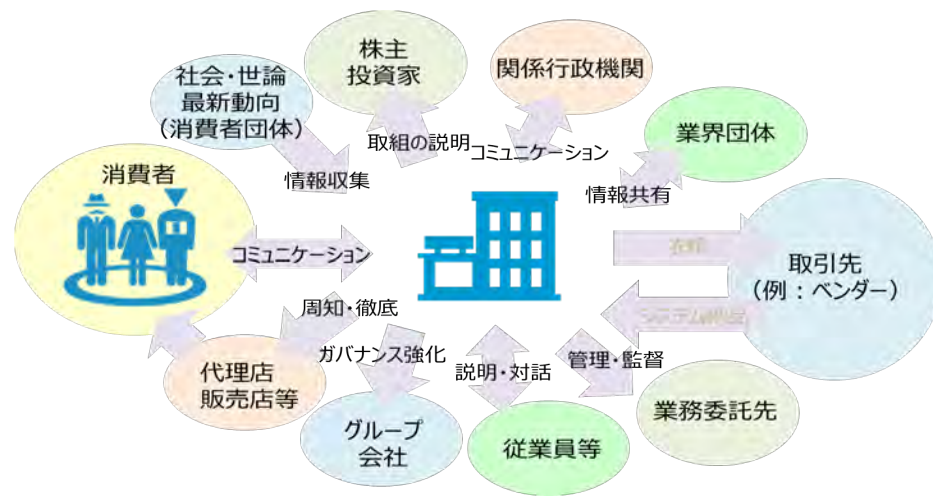 株主
投資家
関係行政機関
社会・世論
最新動向
（消費者団体）
業界団体
取組の説明
コミュニケーション
消費者
情報収集
情報共有
コミュニケーション
取引先
（例：ベンダー）
周知・徹底
ガバナンス強化
説明・対話
管理・監督
代理店
販売店等
業務委託先
グループ
会社
従業員等